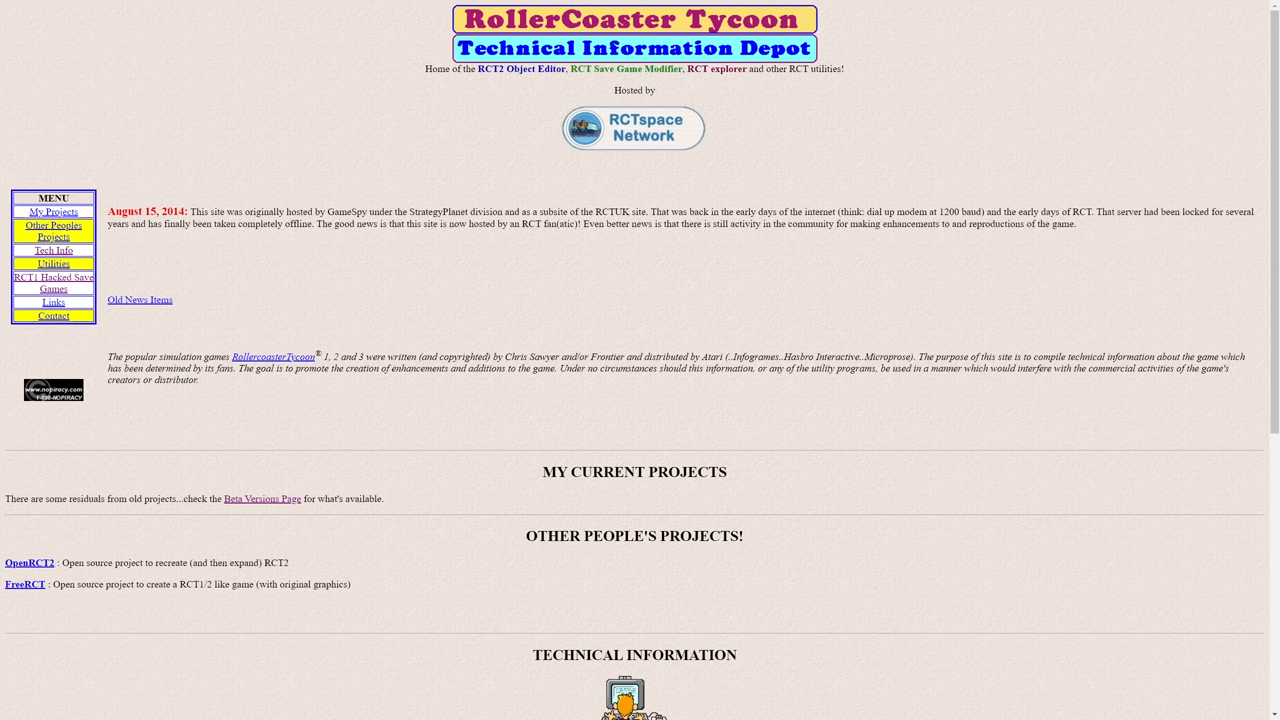 RollerCoaster Tycoon
Technical Information Depot
Home of the RCT2 Object Editor, RCT Save Game Modifier, RCT explorer and other RCT utilities!
Hosted by
RCTspace
Network
MENU
My Projects
Other Peoples
Projects
Tech Info
Utilities
RCT1 Hacked Save
Games
Links
Contact
August 15, 2014: This site was originally hosted by GameSpy under the StrategyPlanet division and as a subsite of the RCTUK site. That was back in the early days of the internet (think: dial up modem at 1200 baud) and the early days of RCT. That server had been locked for several
years and has finally been taken completely offline. The good news is that this site is now hosted by an RCT fan(atic)! Even better news is that there is still activity in the community for making enhancements to and reproductions of the game.
Old News Items
www.nopiracy.com
1-888-NOPIRACY
The popular simulation games RollercoasterTycoon® 1, 2 and 3 were written (and copyrighted) by Chris Sawyer and/or Frontier and distributed by Atari (..Infogrames..Hasbro Interactive..Microprose). The purpose of this site is to compile technical information about the game which
has been determined by its fans. The goal is to promote the creation of enhancements and additions to the game. Under no circumstances should this information, or any of the utility programs, be used in a manner which would interfere with the commercial activities of the game's
creators or distributor.
MY CURRENT PROJECTS
There are some residuals from old projects...check the Beta Versions Page for what's available.
OTHER PEOPLE'S PROJECTS!
OpenRCT2 : Open source project to recreate (and then expand) RCT2
FreeRCT : Open source project to create a RCT1/2 like game (with original graphics)
TECHNICAL INFORMATION